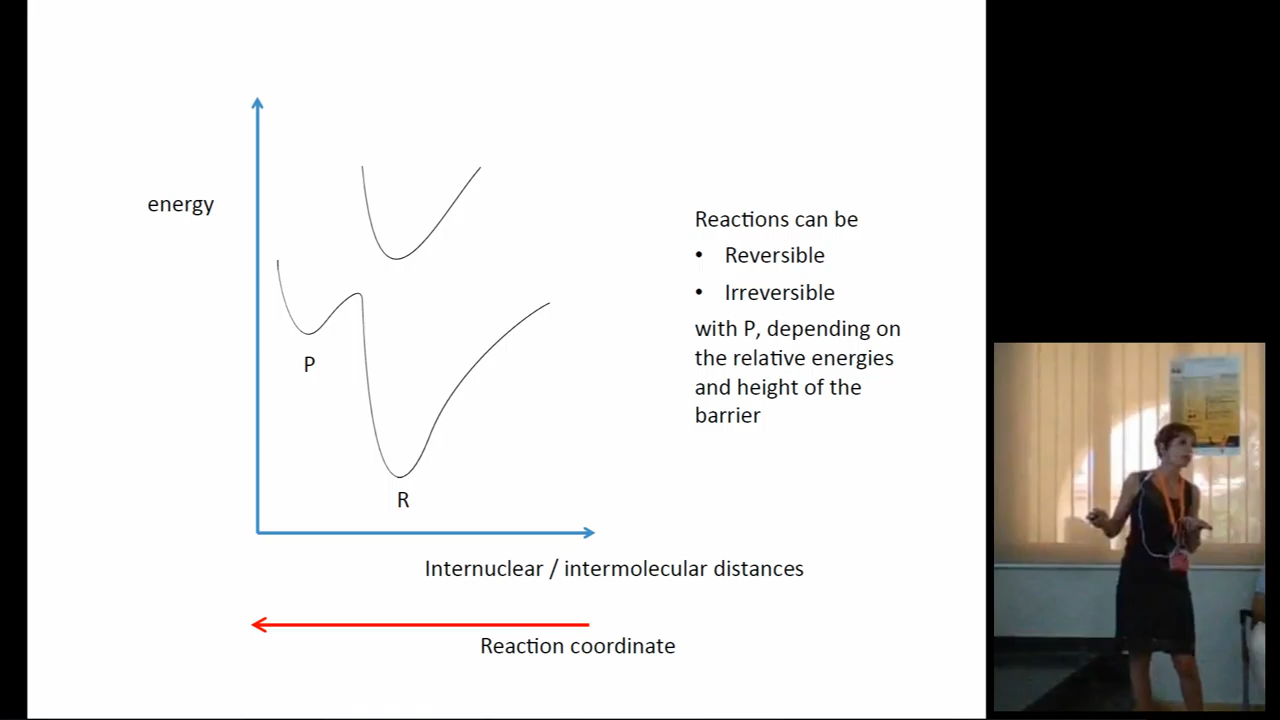 energy
P
R
Internuclear / intermolecular distances
Reaction coordinate
Reactions can be
• Reversible
• Irreversible
with P, depending on
the relative energies
and height of the
barrier